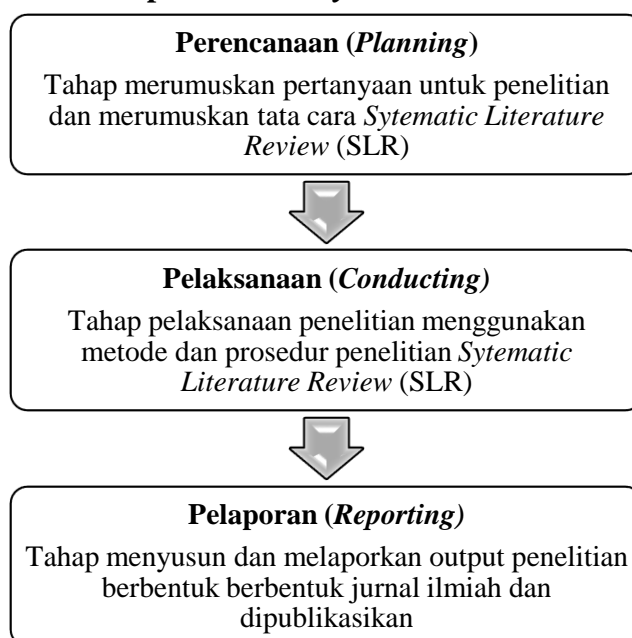 Perencanaan (Planning)
Tahap merumuskan pertanyaan untuk penelitian
dan merumuskan tata cara Sytematic Literature
Review (SLR)
Pelaksanaan (Conducting)
Tahap pelaksanaan penelitian menggunakan
metode dan prosedur penelitian Sytematic
Literature Review (SLR)
Pelaporan (Reporting)
Tahap menyusun dan melaporkan output penelitian
berbentuk berbentuk jurnal ilmiah dan
dipublikasikan